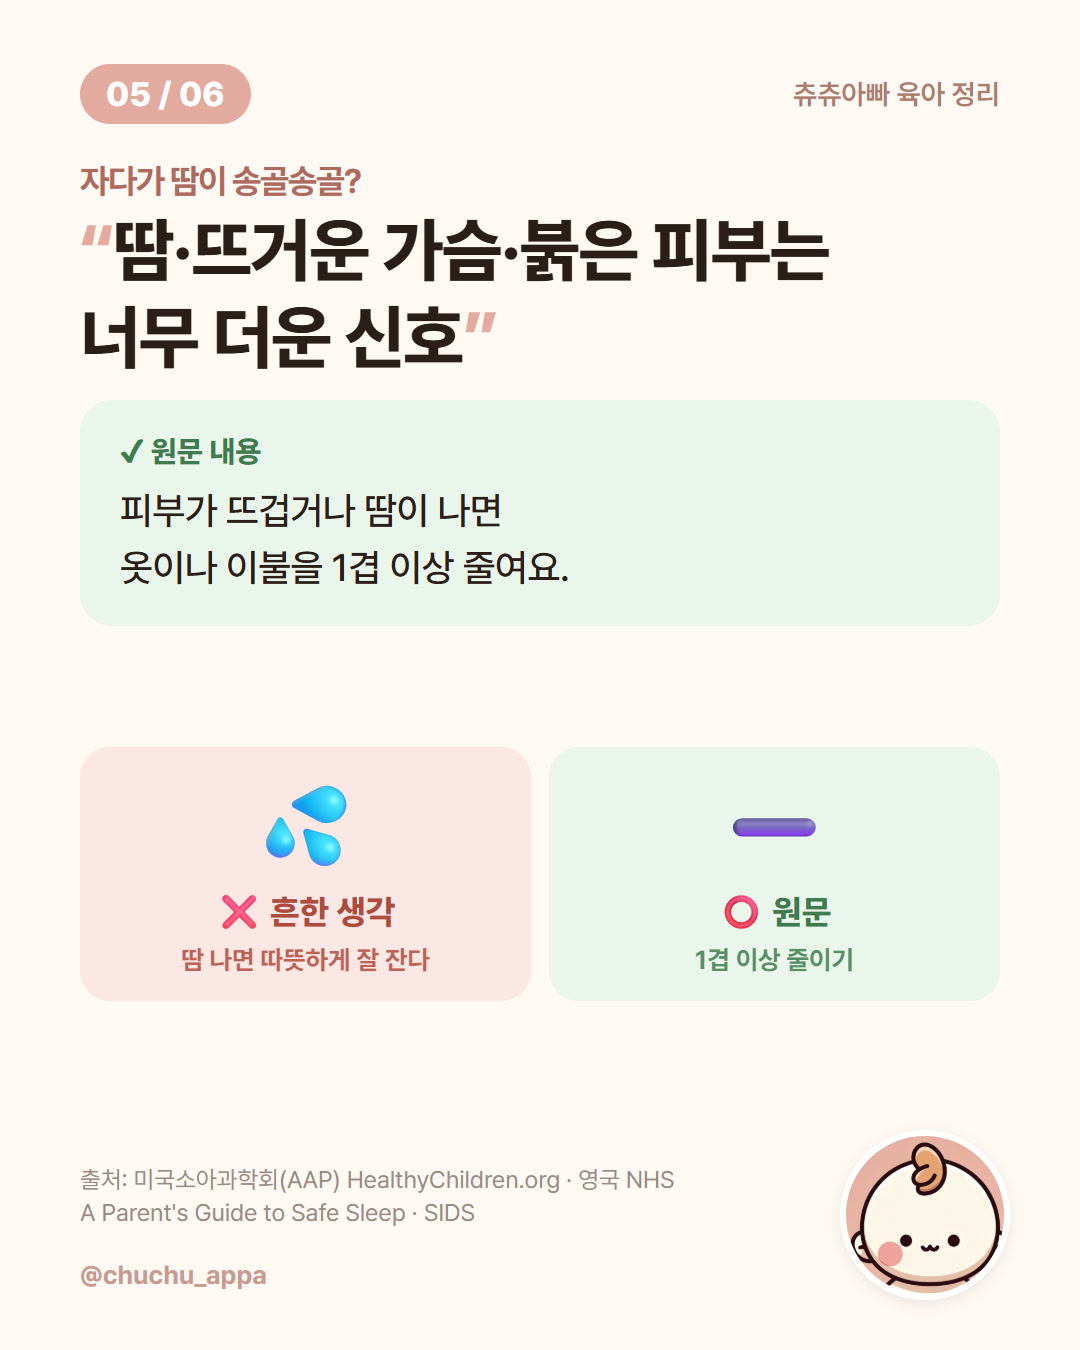 05 / 06
츄츄아빠 육아 정리
자다가 땀이 송골송골?
“땀·뜨거운 가슴·붉은 피부는
너무 더운 신호”
✓ 원문 내용
피부가 뜨겁거나 땀이 나면
옷이나 이불을 1겹 이상 줄여요.
❌ 흔한 생각
땀 나면 따뜻하게 잘 잔다
⭕ 원문
1겹 이상 줄이기
출처: 미국소아과학회(AAP) HealthyChildren.org · 영국 NHS
A Parent's Guide to Safe Sleep · SIDS
@chuchu_appa